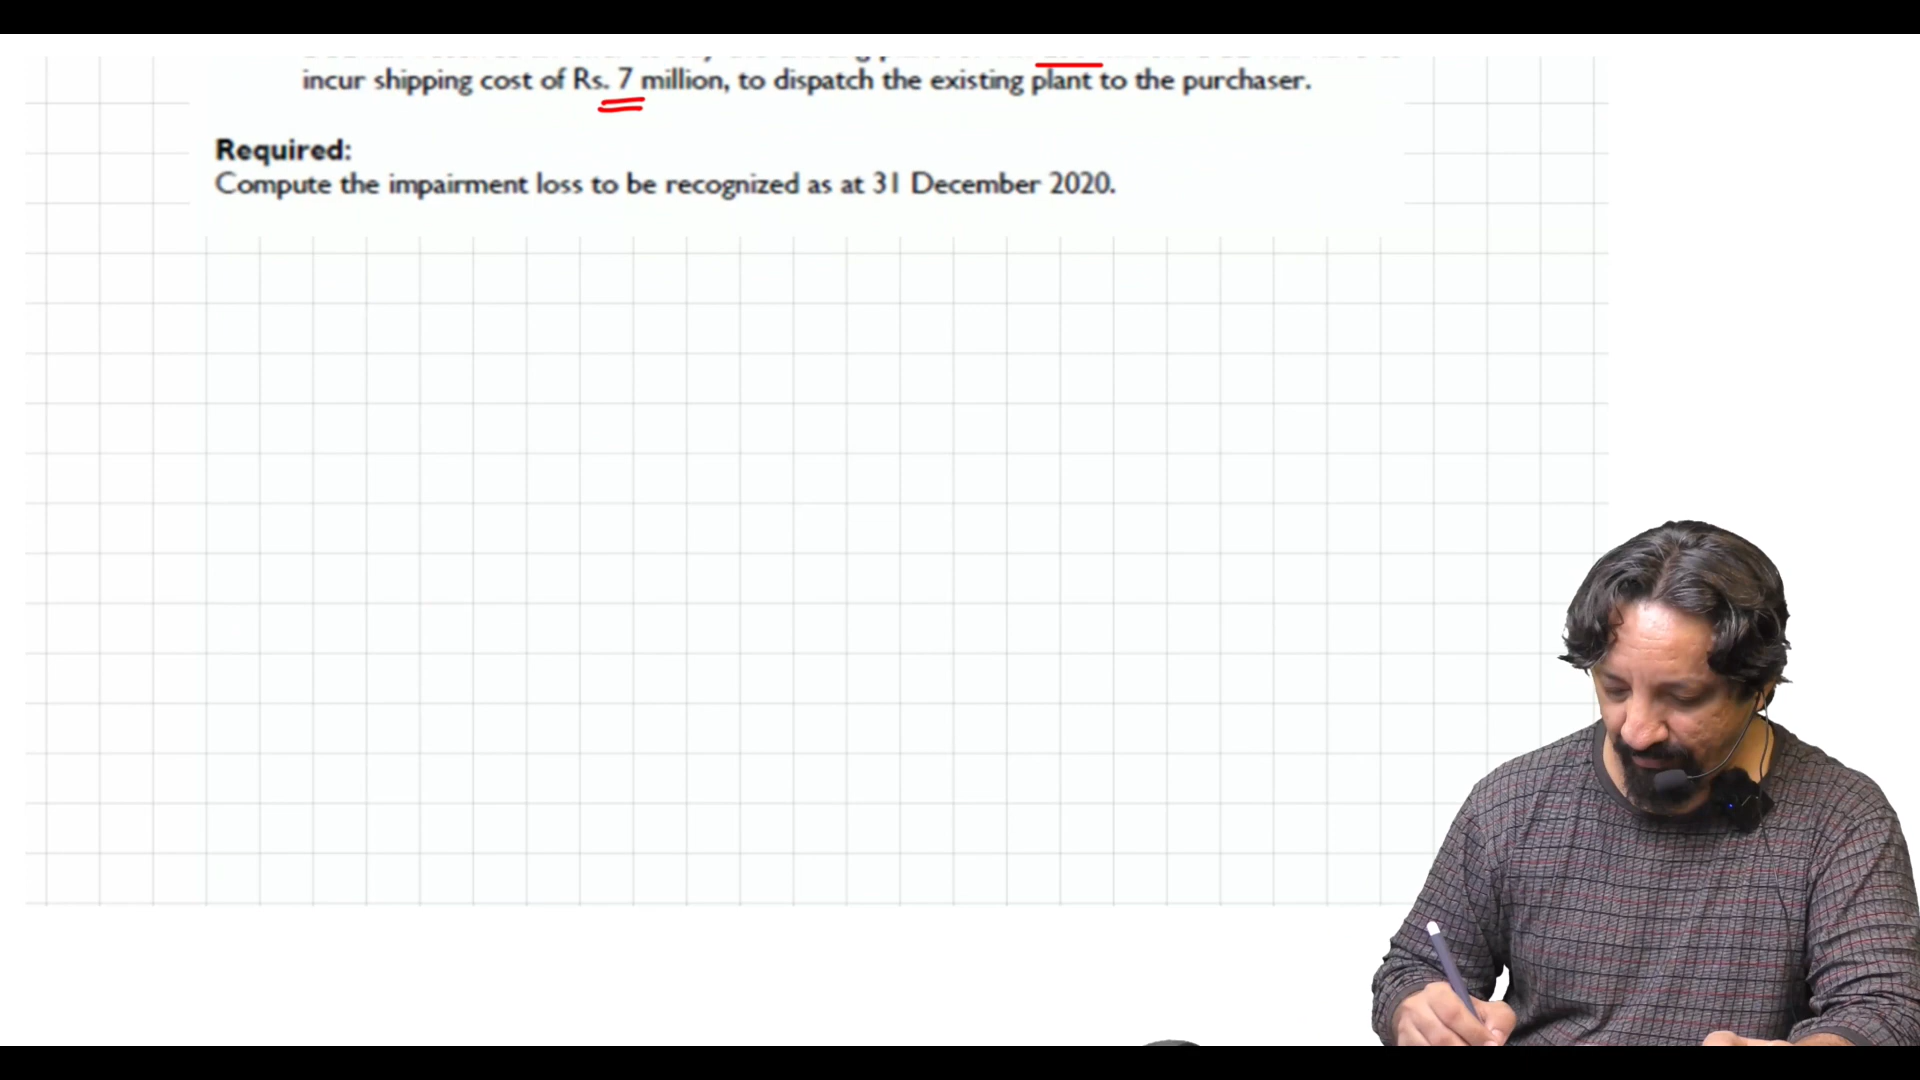 incur shipping cost of Rs. 7 million, to dispatch the existing plant to the purchaser.
Required:
Compute the impairment loss to be recognized as at 31 December 2020.